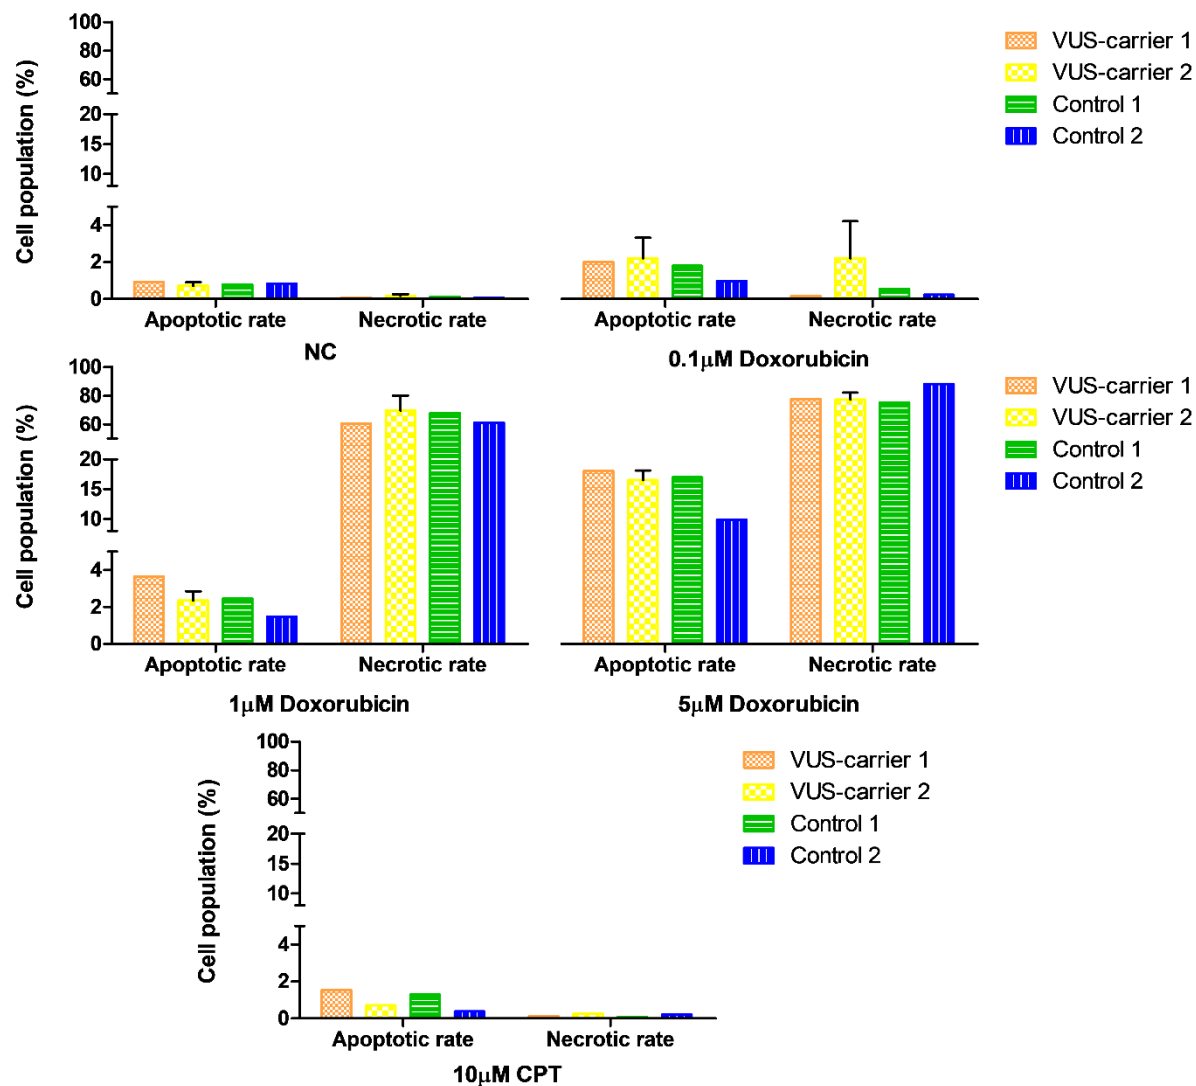 Cell population (%)
100
80
60
20
15
10
4
2
0
Apoptotic rate
Necrotic rate
NC
Apoptotic rate
Necrotic rate
0.1μM Doxorubicin
VUS-carrier 1
VUS-carrier 2
Control 1
Control 2
Cell population (%)
100
80
60
20
15
10
4
2
0
Apoptotic rate
Necrotic rate
1μM Doxorubicin
Apoptotic rate
Necrotic rate
5μM Doxorubicin
VUS-carrier 1
VUS-carrier 2
Control 1
Control 2
Cell population (%)
100
80
60
20
15
10
4
2
0
Apoptotic rate
Necrotic rate
10μM CPT
VUS-carrier 1
VUS-carrier 2
Control 1
Control 2